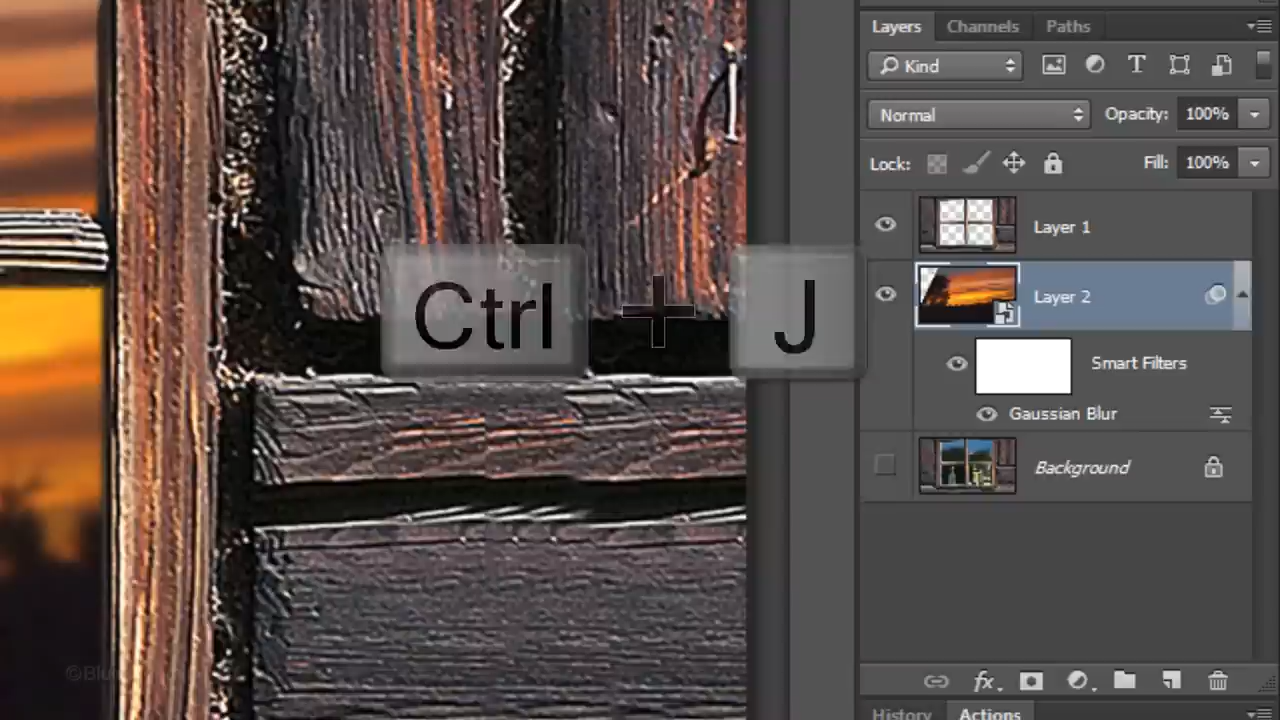 Layers Channels Paths
Kind
Normal Opacity: 100%
Lock: Fill: 100%
Layer 1
Ctrl + J
Layer 2
Smart Filters
Gaussian Blur
Background
fx
History Actions